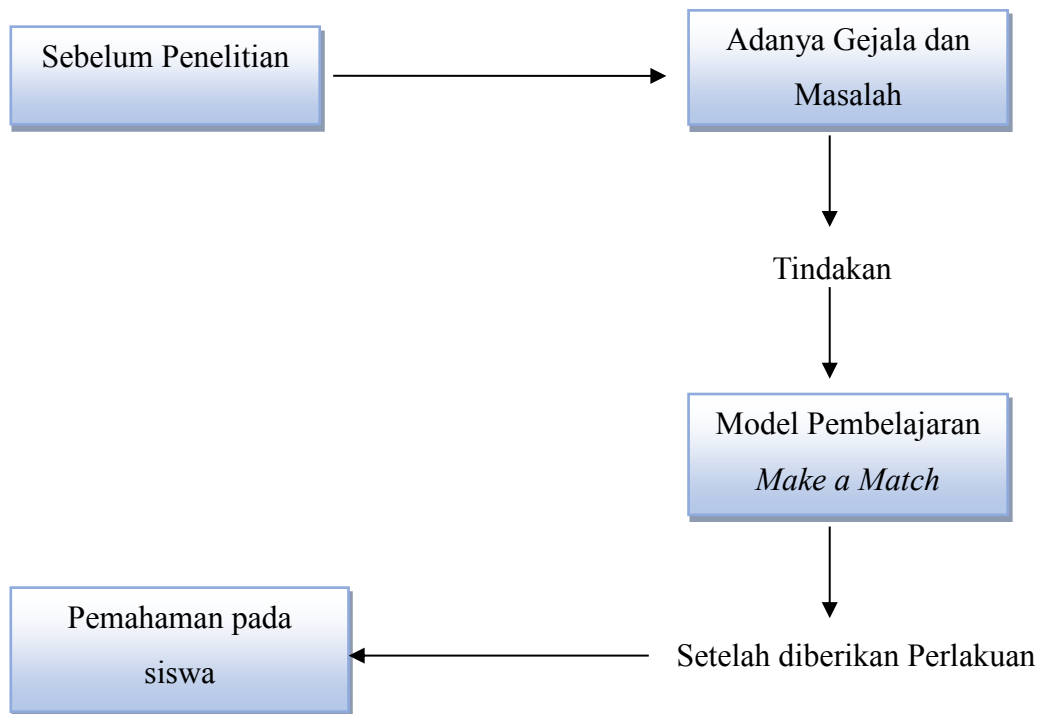 Sebelum Penelitian
Adanya Gejala dan
Masalah
Tindakan
Model Pembelajaran
Make a Match
Setelah diberikan Perlakuan
Pemahaman pada
siswa